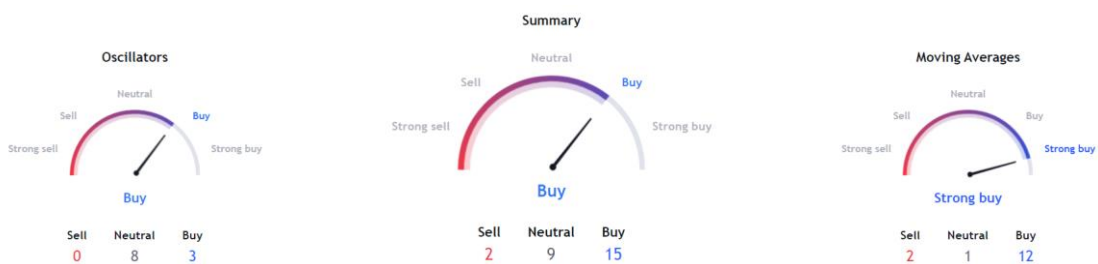 Summary
Neutral
Sell Buy
Strong sell Strong buy
Buy
Sell Neutral Buy
2 9 15
Oscillators
Neutral
Sell Buy
Strong sell Strong buy
Buy
Sell Neutral Buy
0 8 3
Moving Averages
Neutral
Sell Buy
Strong sell Strong buy
Strong buy
Sell Neutral Buy
2 1 12